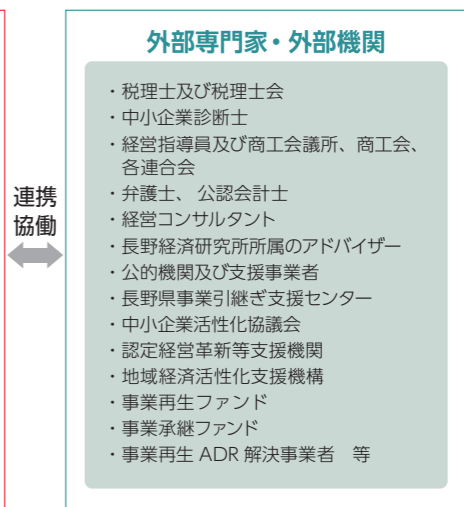 外部専門家・外部機関
・税理士及び税理士会
・中小企業診断士
・経営指導員及び商工会議所、商工会、
各連合会
・弁護士、公認会計士
・経営コンサルタント
・長野経済研究所所属のアドバイザー
・公的機関及び支援事業者
・長野県事業引継ぎ支援センター
・中小企業活性化協議会
・認定経営革新等支援機関
・地域経済活性化支援機構
・事業再生ファンド
・事業承継ファンド
・事業再生 ADR 解決事業者　等
連携
協働